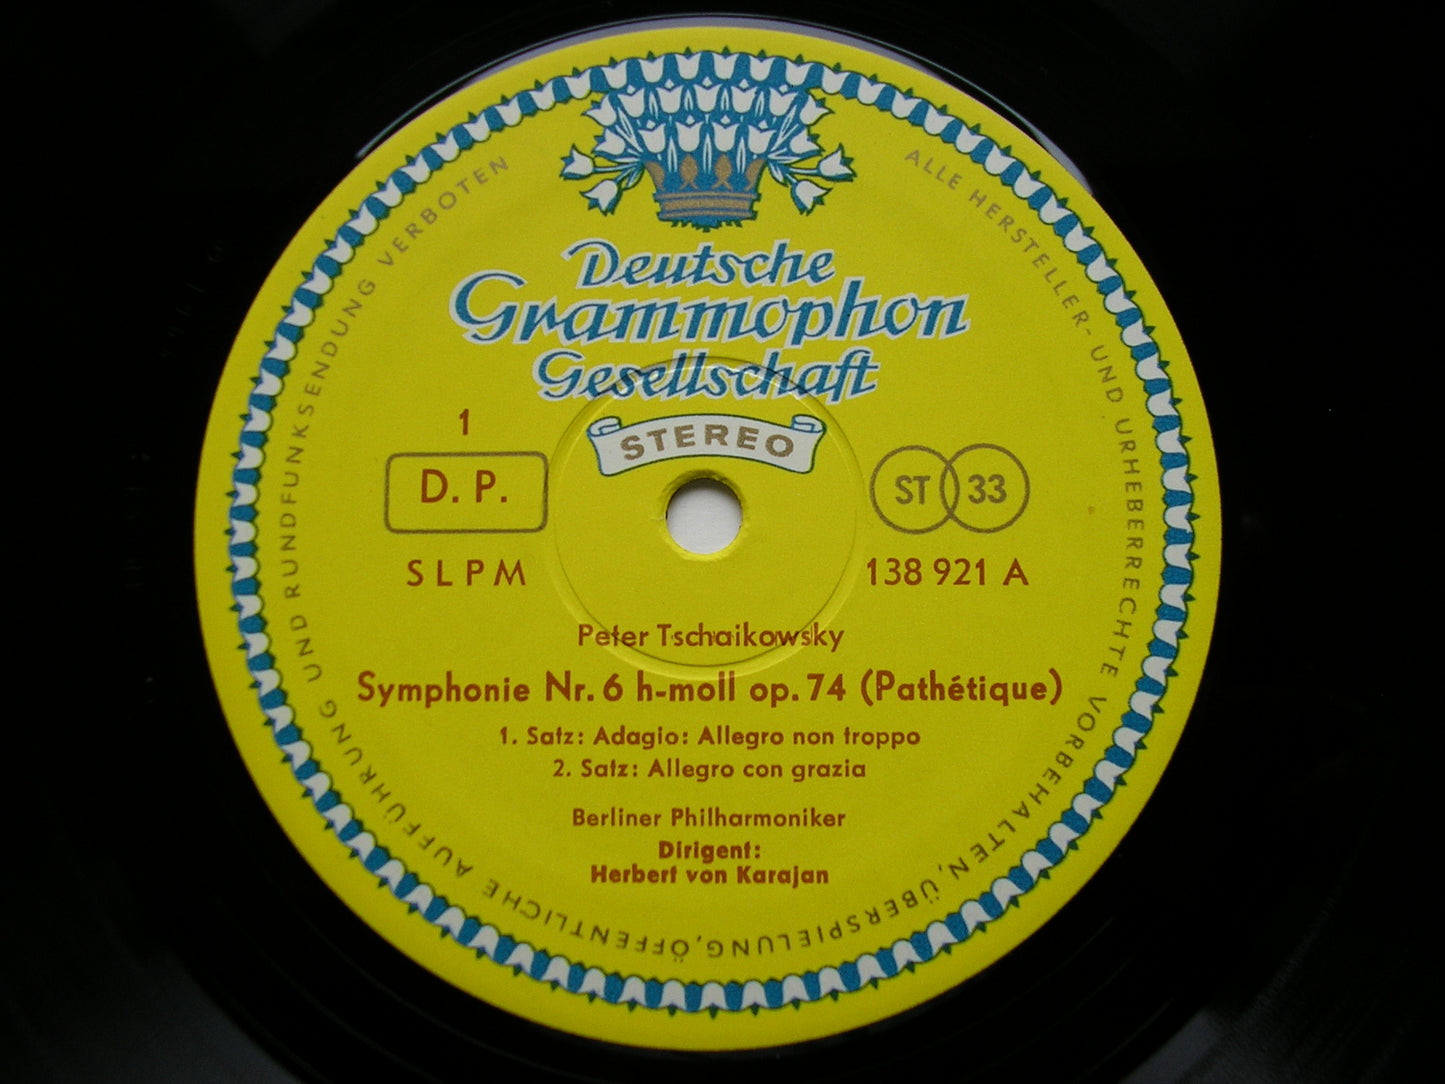 Deutsche
Grammophon
Gesellschaft
STEREO
1
D. P.
ST 33
SLPM
138 921 A
Peter Tschaikowsky
Symphonie Nr. 6 h-moll op. 74 (Pathétique)
1. Satz: Adagio: Allegro non troppo
2. Satz: Allegro con grazia
Berliner Philharmoniker
Dirigent:
Herbert von Karajan
ALLE HERSTELLER- UND URHEBERRECHTE VORBEHALTEN, ÜBERSPIELUNG, ÖFFENTLICHE AUFFÜHRUNG UND RUNDFUNKSENDUNG VERBOTEN